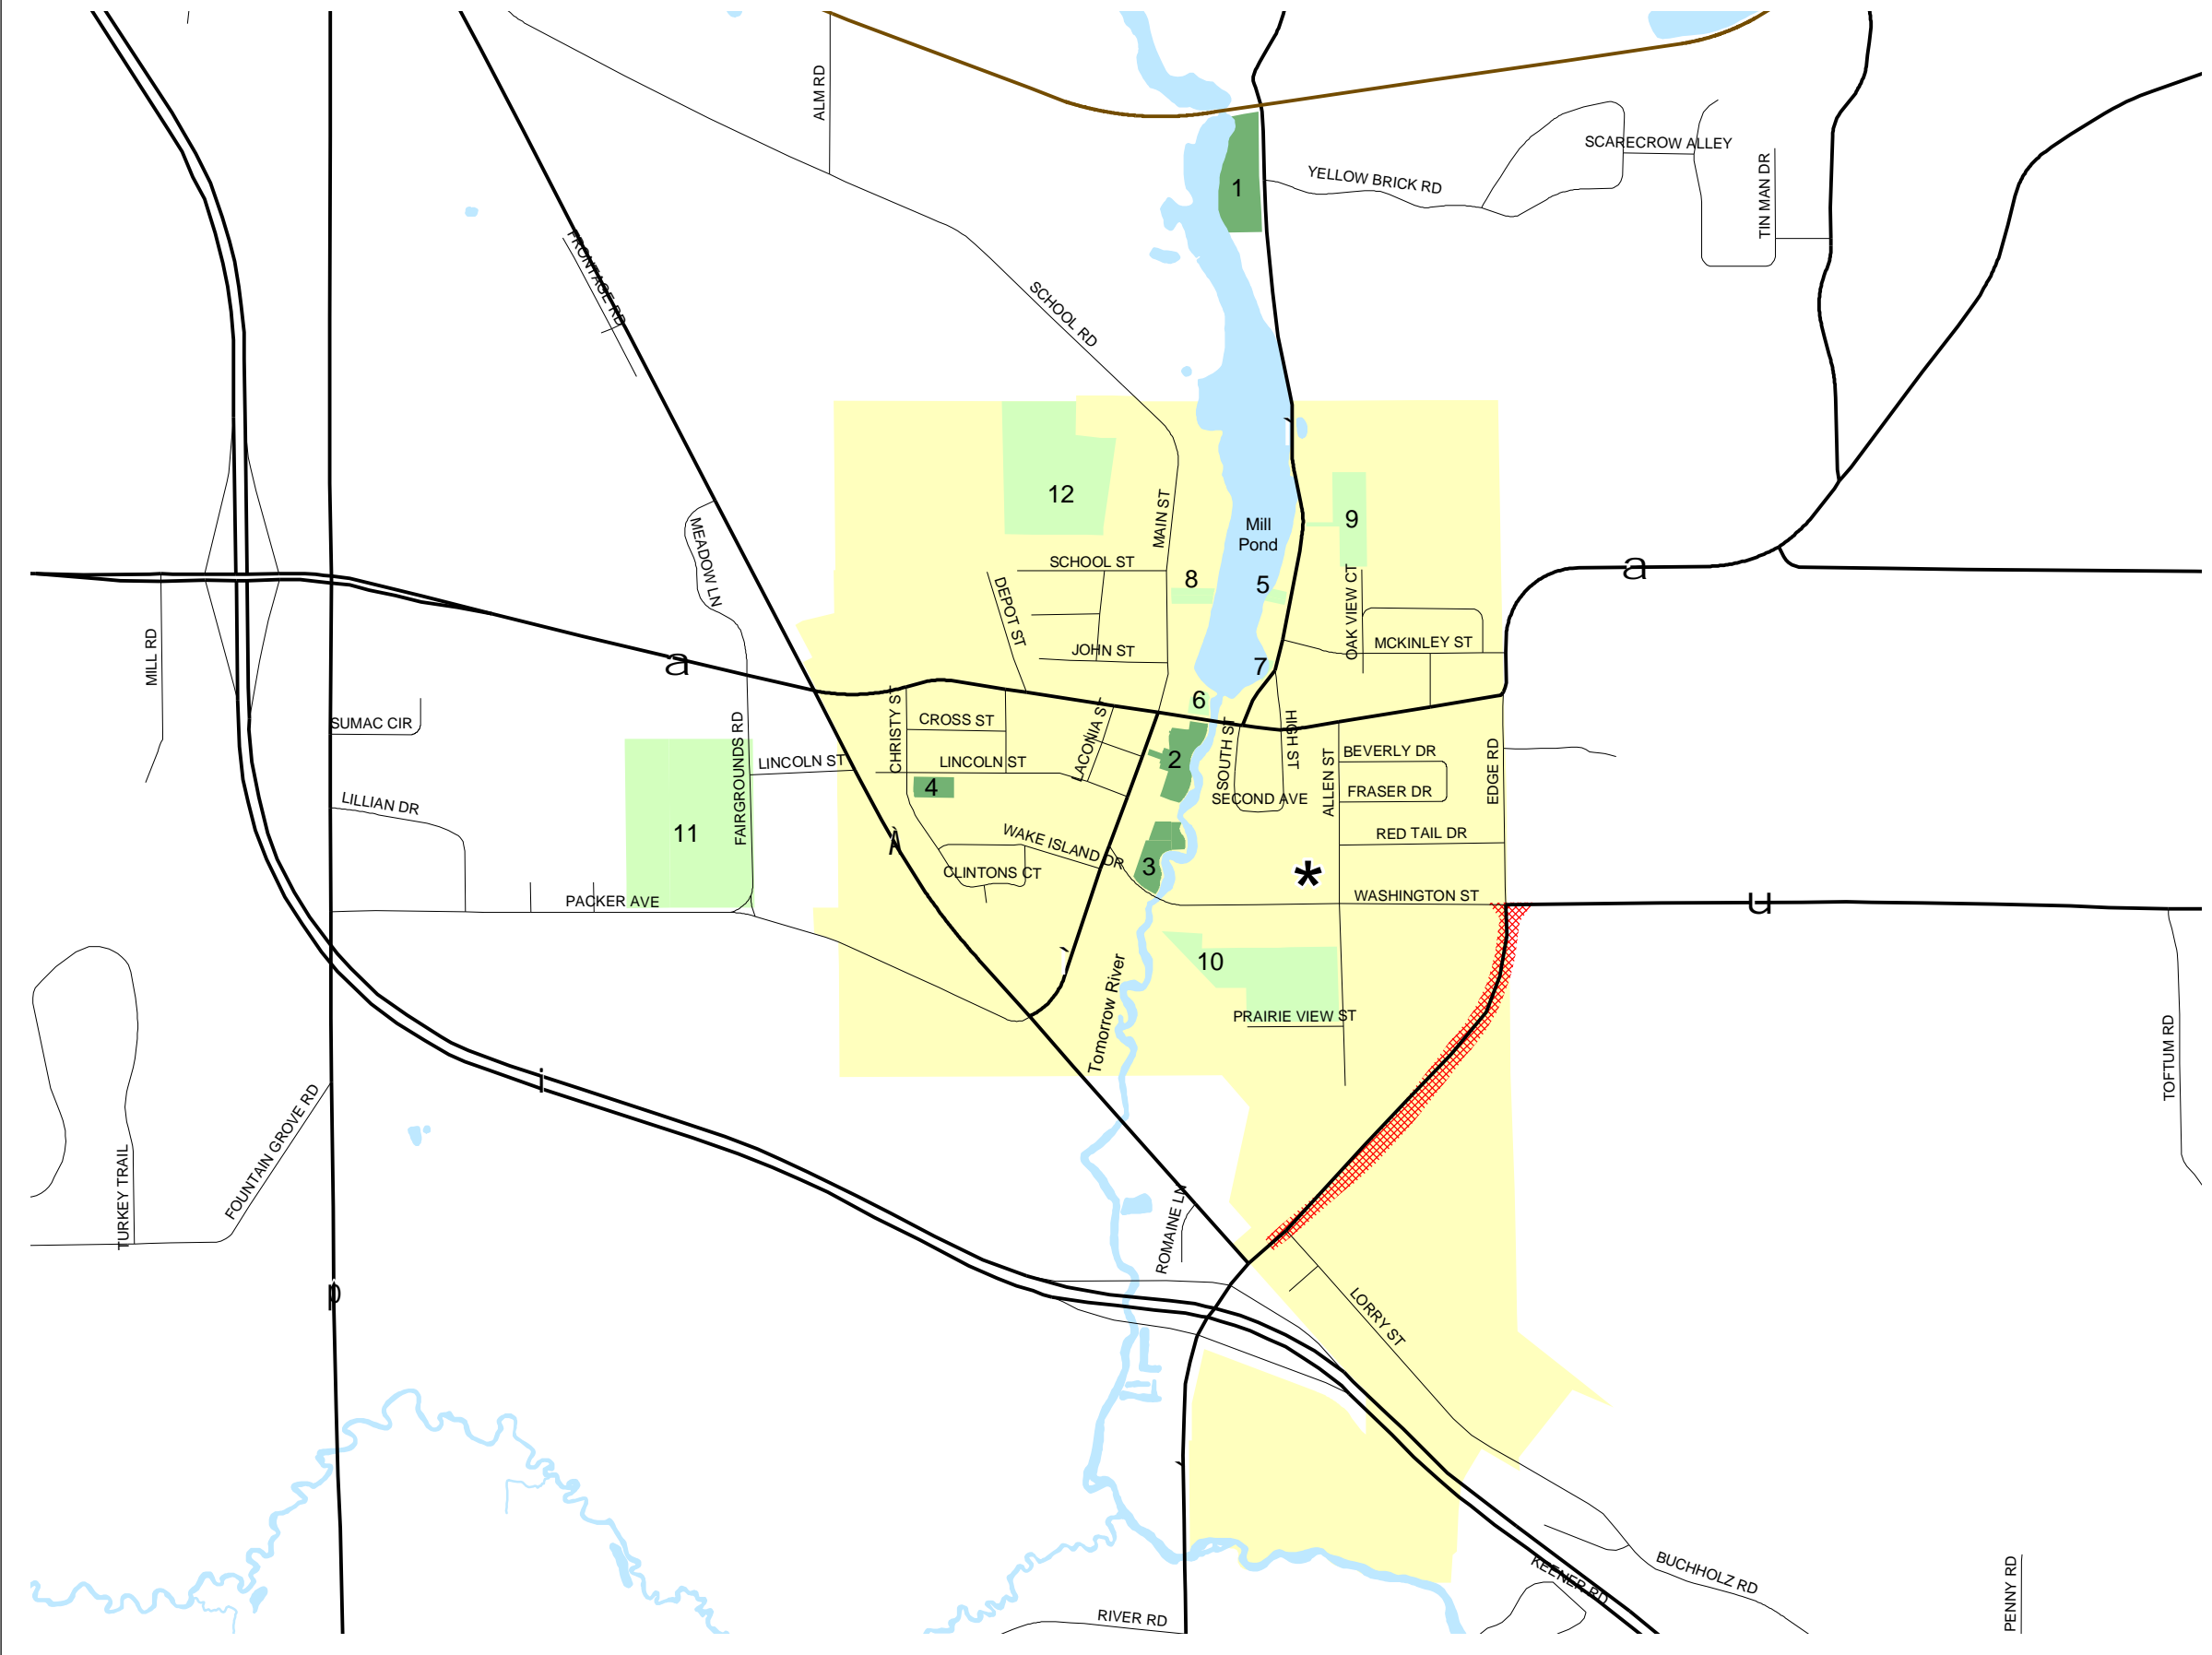 ALM RD
SCARECROW ALLEY
YELLOW BRICK RD
TIN MAN DR
1
FRONTAGE RD
SCHOOL RD
12
MAIN ST
9
Mill
Pond
MEADOW LN
SCHOOL ST
8
5
a
DEPOT ST
OAK VIEW CT
MILL RD
JOHN ST
MCKINLEY ST
a
7
6
SUMAC CIR
FAIRGROUNDS RD
CHRISTY ST
CROSS ST
LACONIA ST
SOUTH ST
HIGH ST
BEVERLY DR
EDGE RD
LINCOLN ST
LINCOLN ST
2
ALLEN ST
4
FRASER DR
SECOND AVE
LILLIAN DR
11
WAKE ISLAND DR
RED TAIL DR
À
CLINTONS CT
3
*
PACKER AVE
WASHINGTON ST
u
`
10
Tomorrow River
PRAIRIE VIEW ST
TOFTUM RD
i
FOUNTAIN GROVE RD
TURKEY TRAIL
ROMAINE LN
p
LORRY ST
`
KEENER RD
BUCHHOLZ RD
PENNY RD
RIVER RD